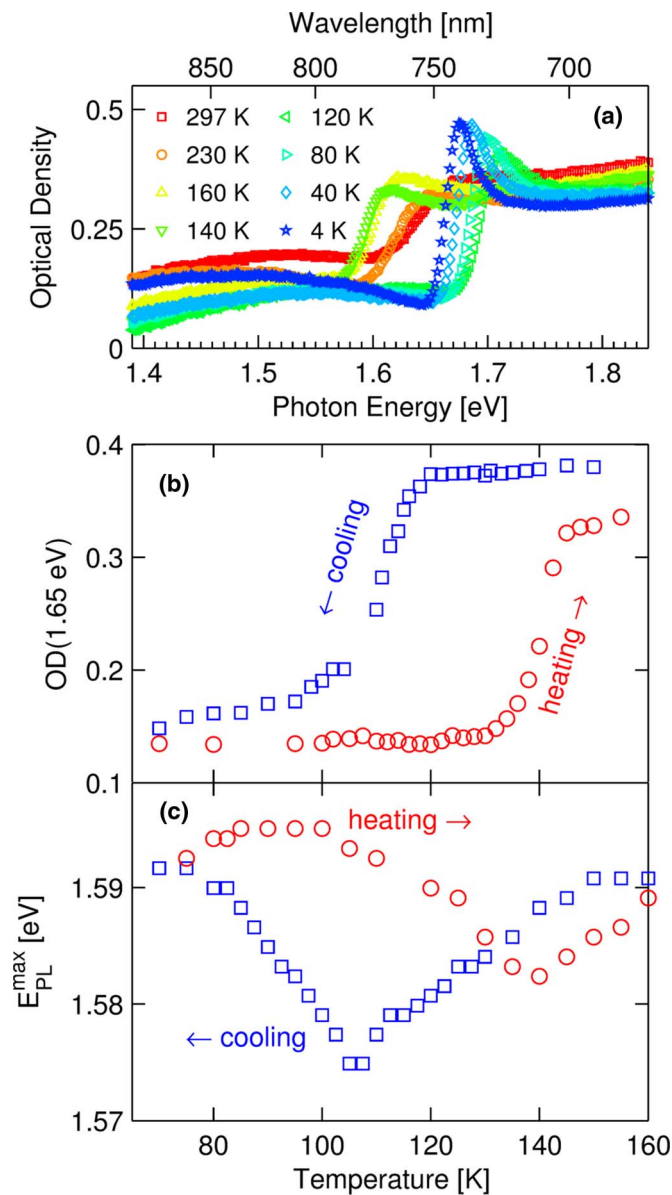 Wavelength [nm]
850 800 750 700
(a)
0.5
297 K 120 K
230 K 80 K
160 K 40 K
140 K 4 K
0.25
0
Optical Density
1.4 1.5 1.6 1.7 1.8
Photon Energy [eV]
0.4
(b)
← cooling
0.3
OD(1.65 eV)
0.2
heating →
0.1
(c)
heating →
1.59
E_PL^max [eV]
1.58
← cooling
1.57
80 100 120 140 160
Temperature [K]